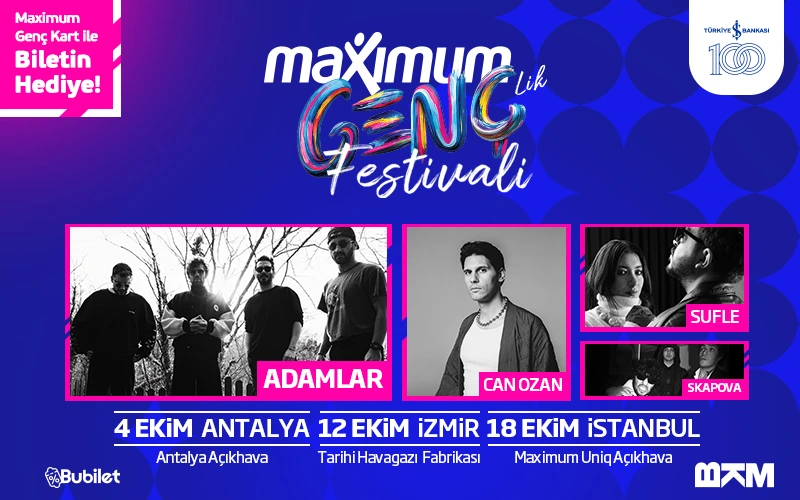 Maximum
Genç Kart ile
Biletin
Hediye!
maximum
GENÇ Lik
Festivali
TÜRKİYE İŞ BANKASI
100
ADAMLAR
CAN OZAN
SUFLE
SKAPOVA
4 EKİM ANTALYA
Antalya Açıkhava
12 EKİM İZMİR
Tarihi Havagazı Fabrikası
18 EKİM İSTANBUL
Maximum Uniq Açıkhava
%Bubilet
BKM